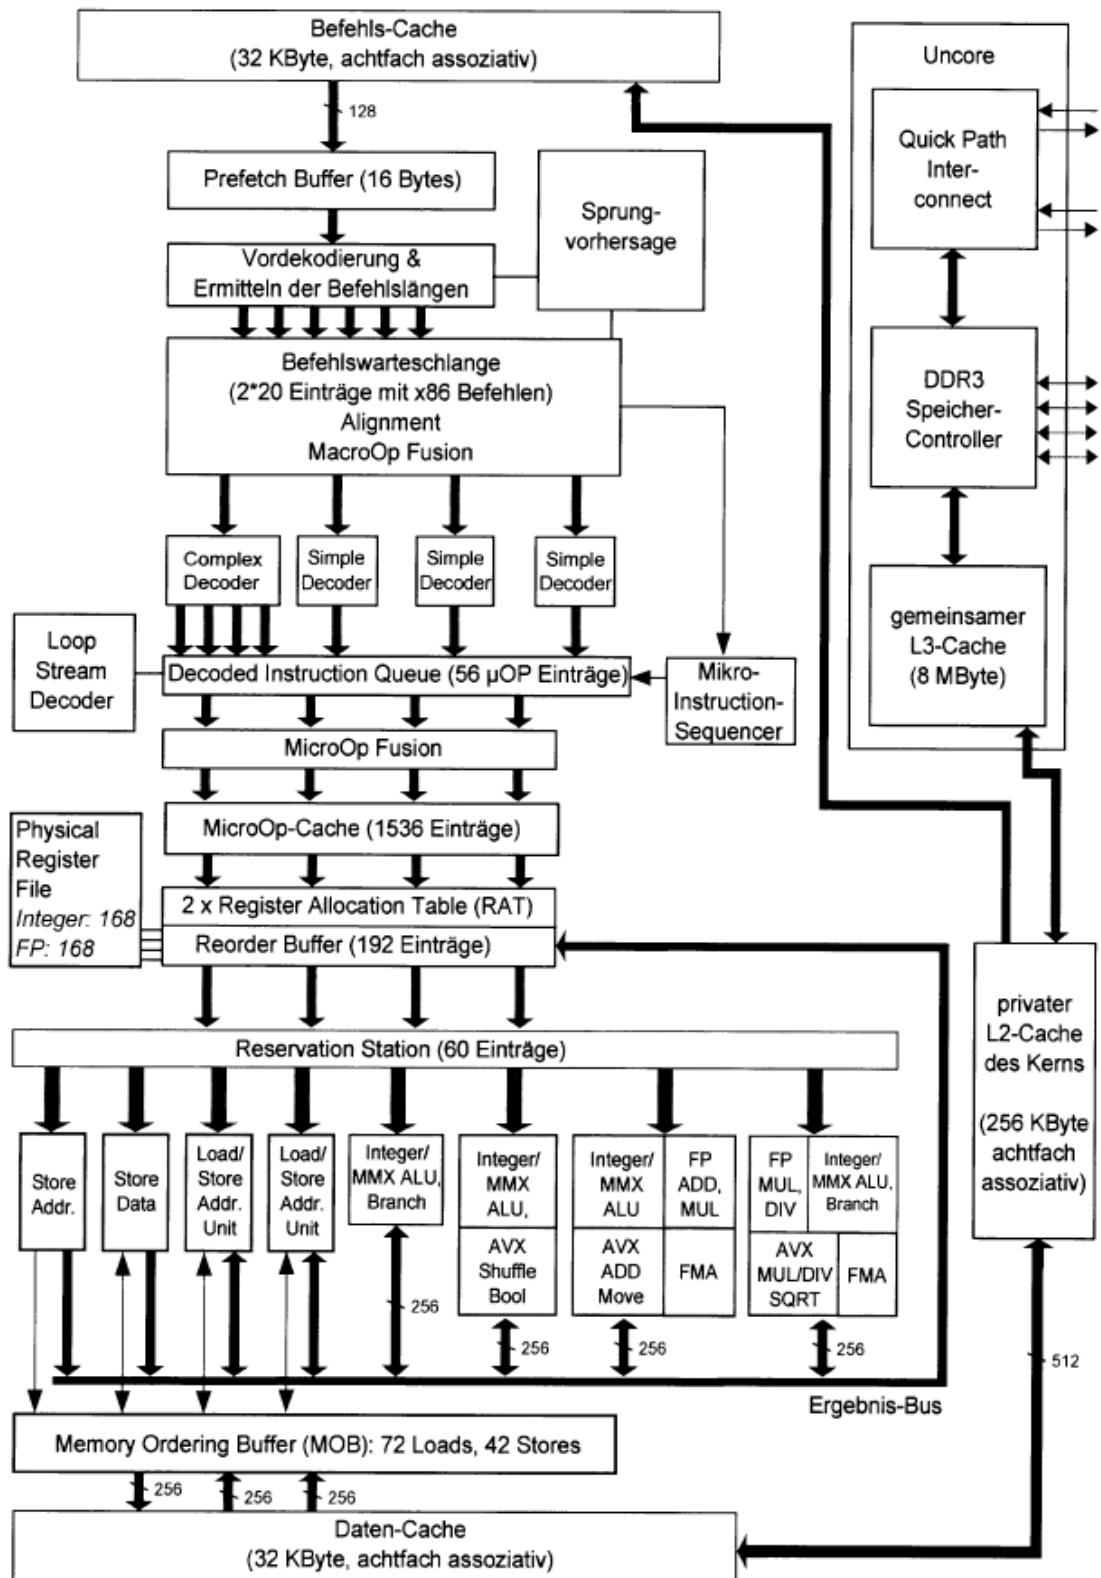 Befehls-Cache
(32 KByte, achtfach assoziativ)
128
Prefetch Buffer (16 Bytes)
Sprung-
vorhersage
Vordekodierung &
Ermitteln der Befehlslängen
Befehlswarteschlange
(2*20 Einträge mit x86 Befehlen)
Alignment
MacroOp Fusion
Complex
Decoder
Simple
Decoder
Simple
Decoder
Simple
Decoder
Loop
Stream
Decoder
Decoded Instruction Queue (56 µOP Einträge)
Mikro-
Instruction-
Sequencer
MicroOp Fusion
MicroOp-Cache (1536 Einträge)
Physical
Register
File
Integer: 168
FP: 168
2 x Register Allocation Table (RAT)
Reorder Buffer (192 Einträge)
Reservation Station (60 Einträge)
Store
Addr.
Store
Data
Load/
Store
Addr.
Unit
Load/
Store
Addr.
Unit
Integer/
MMX ALU,
Branch
Integer/
MMX
ALU,
AVX
Shuffle
Bool
Integer/
MMX
ALU
FP
ADD,
MUL
AVX
ADD
Move
FMA
FP
MUL,
DIV
Integer/
MMX ALU,
Branch
AVX
MUL/DIV
SQRT
FMA
256
256
256
256
Ergebnis-Bus
Memory Ordering Buffer (MOB): 72 Loads, 42 Stores
256
256
256
Daten-Cache
(32 KByte, achtfach assoziativ)
Uncore
Quick Path
Inter-
connect
DDR3
Speicher-
Controller
gemeinsamer
L3-Cache
(8 MByte)
privater
L2-Cache
des Kerns
(256 KByte
achtfach
assoziativ)
512